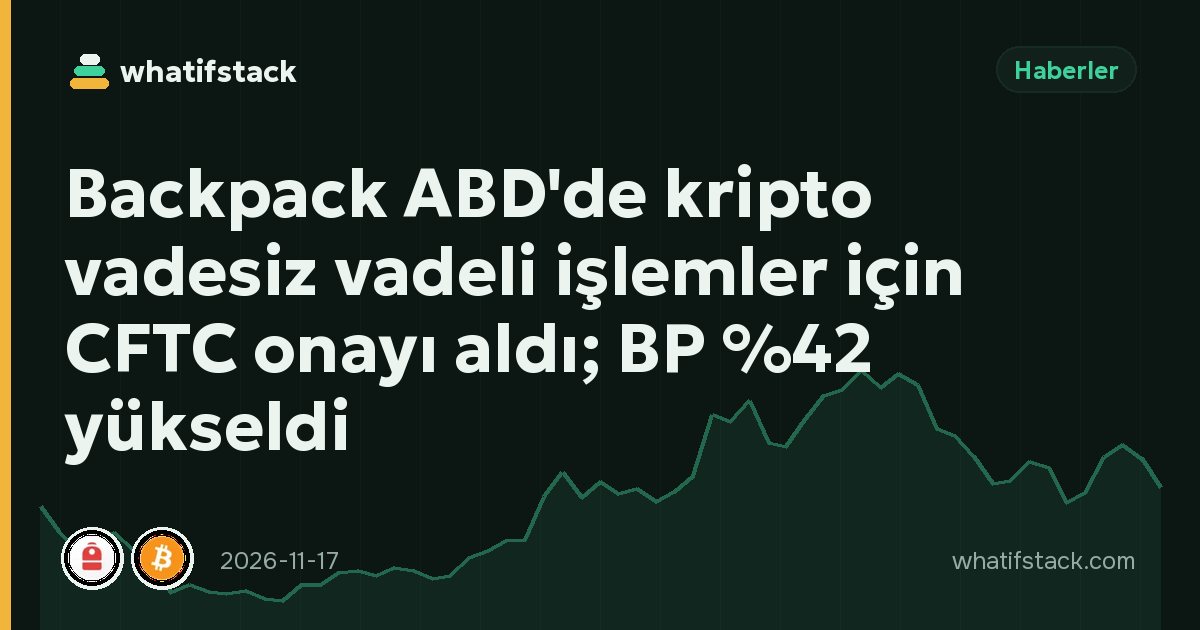 whatifstack
Haberler
Backpack ABD'de kripto
vadesiz vadeli işlemler için
CFTC onayı aldı; BP %42
yükseldi
2026-11-17
whatifstack.com